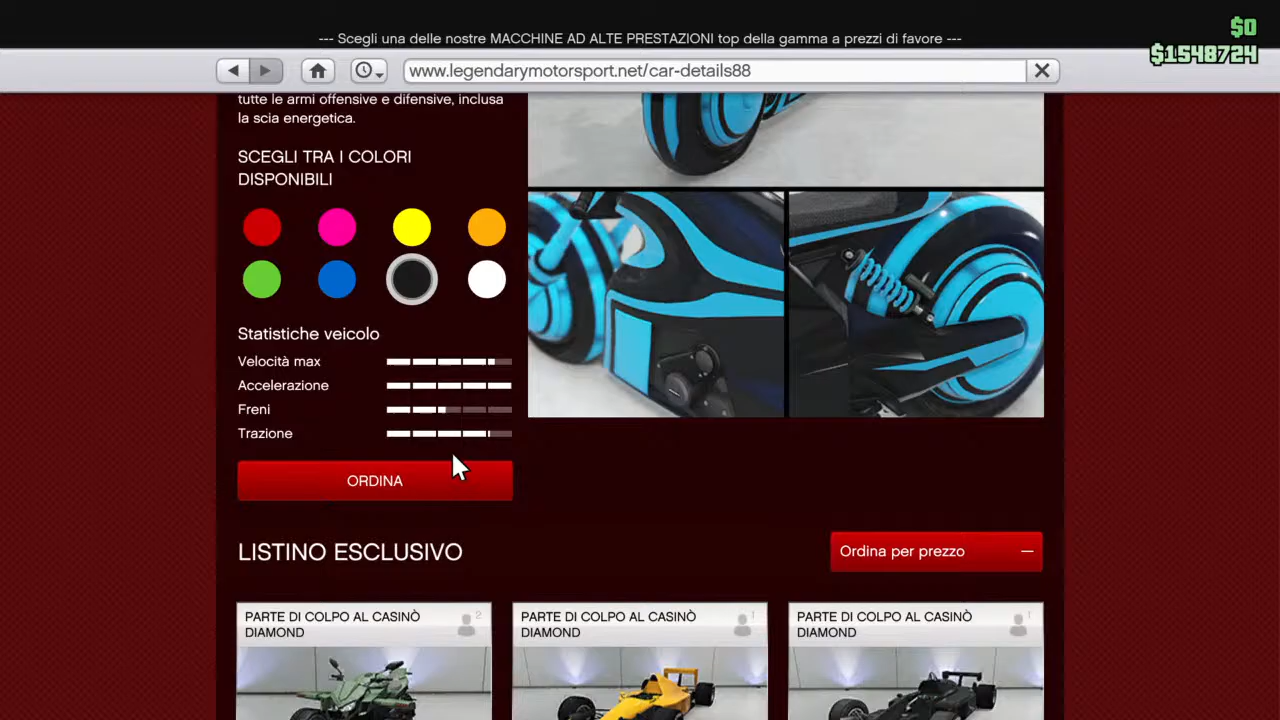 --- Scegli una delle nostre MACCHINE AD ALTE PRESTAZIONI top della gamma a prezzi di favore ---
$0
$1548724
www.legendarymotorsport.net/car-details88
tutte le armi offensive e difensive, inclusa
la scia energetica.
SCEGLI TRA I COLORI
DISPONIBILI
Statistiche veicolo
Velocità max
Accelerazione
Freni
Trazione
ORDINA
LISTINO ESCLUSIVO
Ordina per prezzo
PARTE DI COLPO AL CASINÒ
DIAMOND
2
PARTE DI COLPO AL CASINÒ
DIAMOND
1
PARTE DI COLPO AL CASINÒ
DIAMOND
1